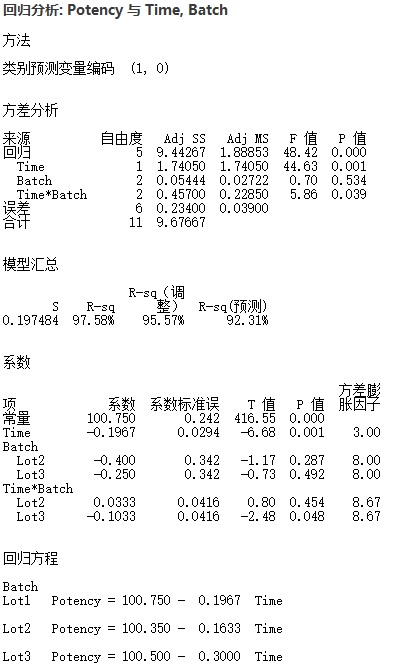 回归分析: Potency 与 Time, Batch
方法
类别预测变量编码 (1, 0)
方差分析
来源 自由度 Adj SS Adj MS F 值 P 值
回归 5 9.44267 1.88853 48.42 0.000
Time 1 1.74050 1.74050 44.63 0.001
Batch 2 0.05444 0.02722 0.70 0.534
Time*Batch 2 0.45700 0.22850 5.86 0.039
误差 6 0.23400 0.03900
合计 11 9.67667
模型汇总
R-sq（调
S R-sq 整） R-sq(预测)
0.197484 97.58% 95.57% 92.31%
系数
方差膨
项 系数 系数标准误 T 值 P 值 胀因子
常量 100.750 0.242 416.55 0.000
Time -0.1967 0.0294 -6.68 0.001 3.00
Batch
Lot2 -0.400 0.342 -1.17 0.287 8.00
Lot3 -0.250 0.342 -0.73 0.492 8.00
Time*Batch
Lot2 0.0333 0.0416 0.80 0.454 8.67
Lot3 -0.1033 0.0416 -2.48 0.048 8.67
回归方程
Batch
Lot1 Potency = 100.750 - 0.1967 Time
Lot2 Potency = 100.350 - 0.1633 Time
Lot3 Potency = 100.500 - 0.3000 Time